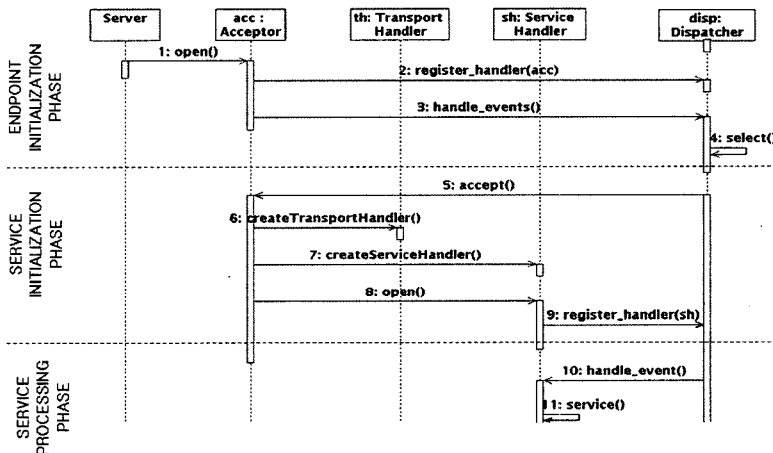 Server
acc :
Acceptor
th: Transport
Handler
sh: Service
Handler
disp:
Dispatcher
ENDPOINT
INITIALIZATION
PHASE
1: open()
2: register_handler(acc)
3: handle_events()
4: select()
SERVICE
INITIALIZATION
PHASE
5: accept()
6: createTransportHandler()
7: createServiceHandler()
8: open()
9: register_handler(sh)
SERVICE
PROCESSING
PHASE
10: handle_event()
11: service()